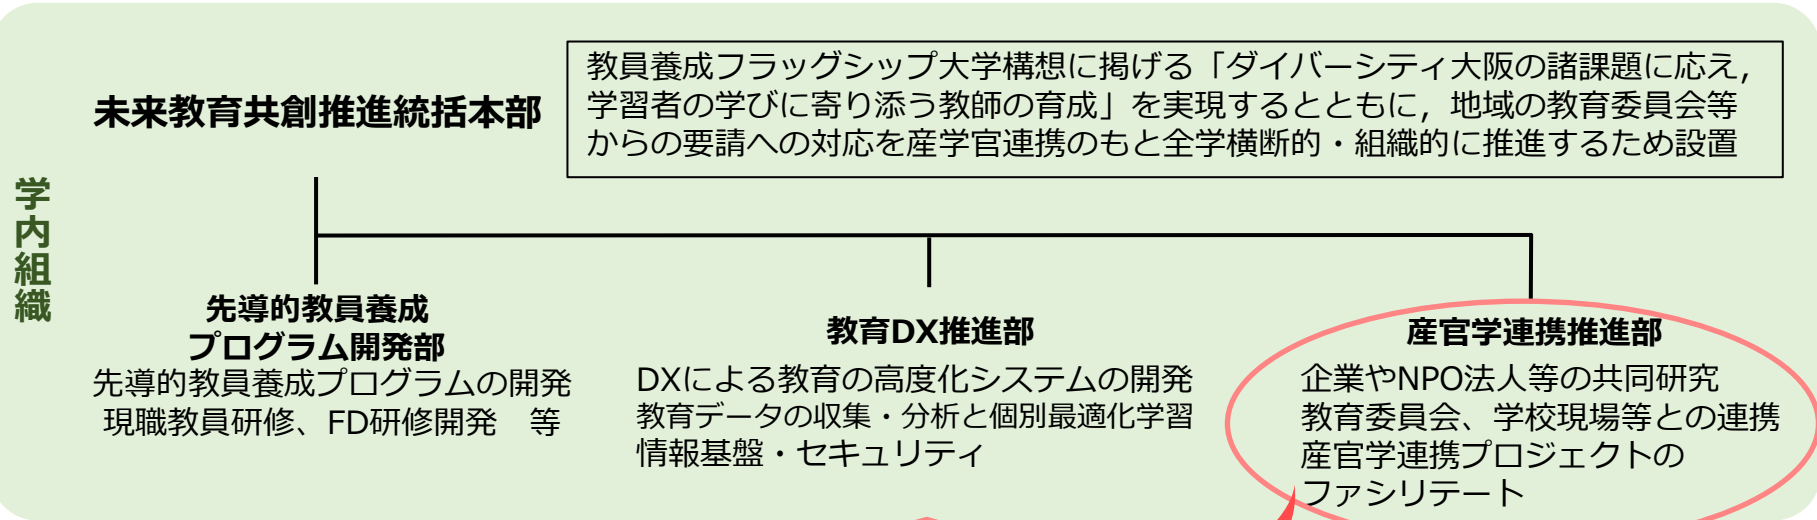 未来教育共創推進統括本部
教員養成フラッグシップ大学構想に掲げる「ダイバーシティ大阪の諸課題に応え,
学習者の学びに寄り添う教師の育成」を実現するとともに, 地域の教育委員会等
からの要請への対応を産学官連携のもと全学横断的・組織的に推進するため設置
学内組織
先導的教員養成
プログラム開発部
先導的教員養成プログラムの開発
現職教員研修、FD研修開発　等
教育DX推進部
DXによる教育の高度化システムの開発
教育データの収集・分析と個別最適化学習
情報基盤・セキュリティ
産官学連携推進部
企業やNPO法人等の共同研究
教育委員会、学校現場等との連携
産官学連携プロジェクトの
ファシリテート